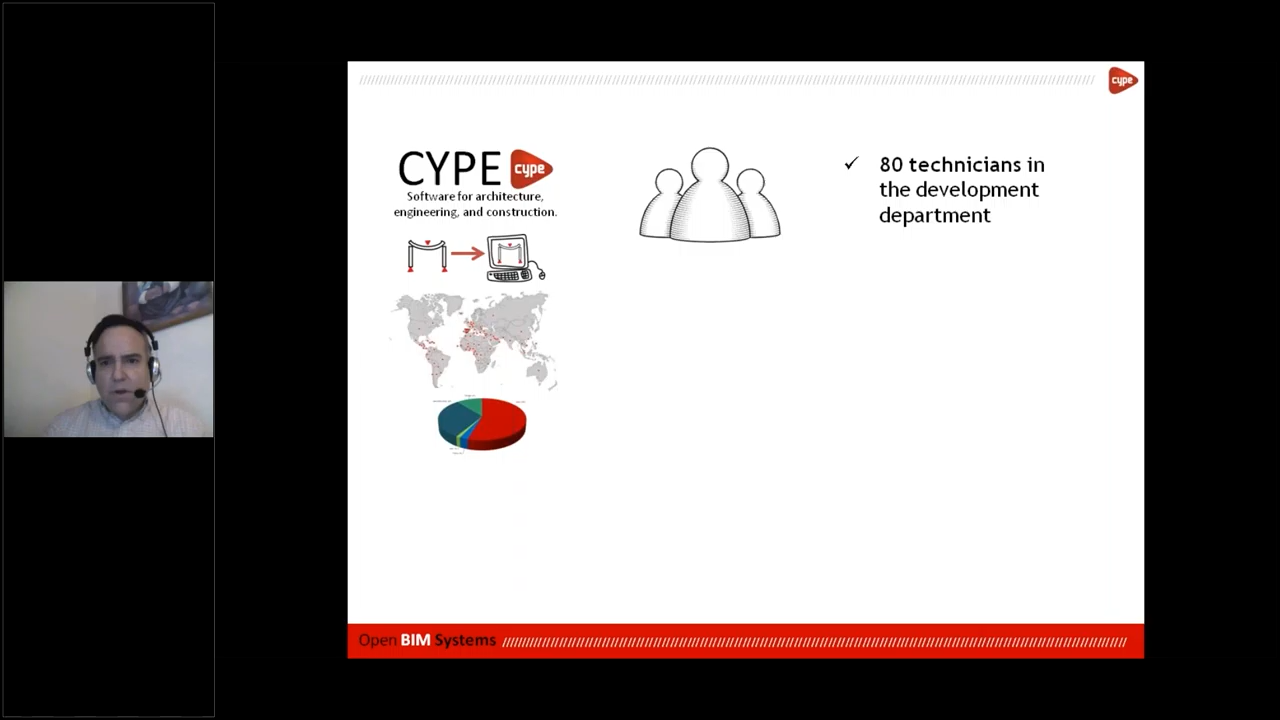 cype
CYPE
cype
Software for architecture,
engineering, and construction.
✓ 80 technicians in
the development
department
Open BIM Systems